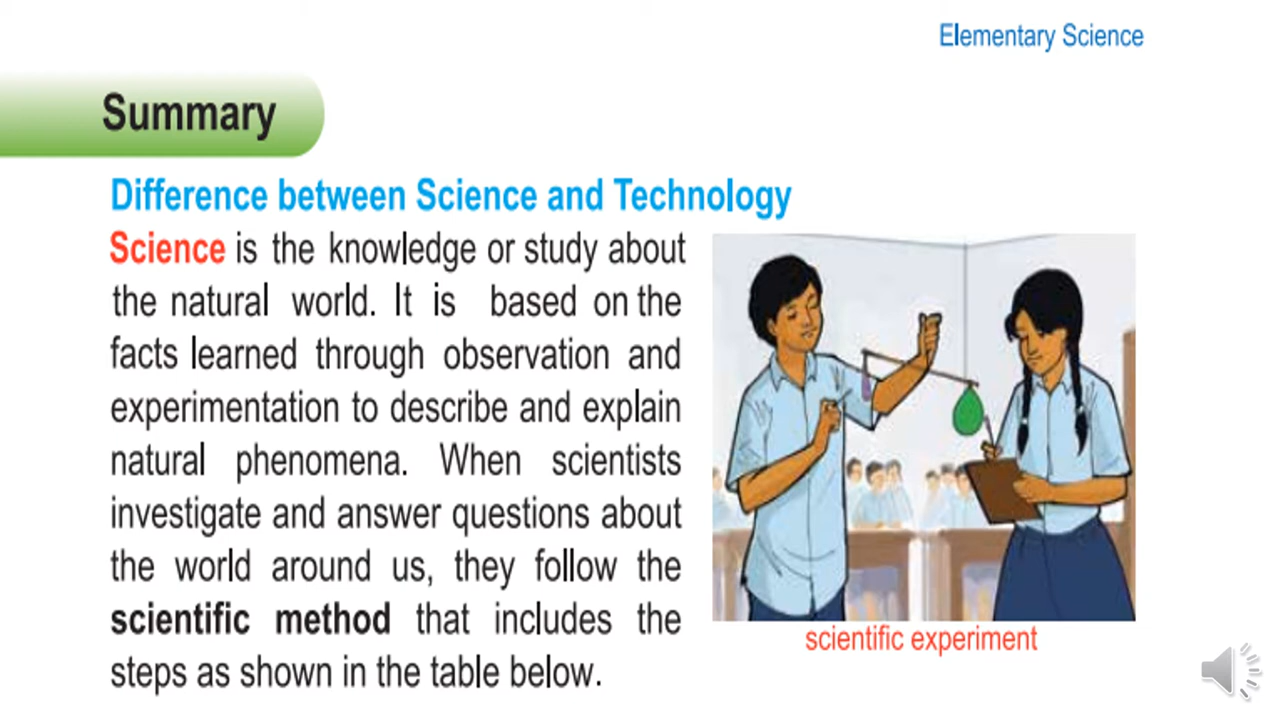 Elementary Science
Summary
Difference between Science and Technology
Science is the knowledge or study about
the natural world. It is based on the
facts learned through observation and
experimentation to describe and explain
natural phenomena. When scientists
investigate and answer questions about
the world around us, they follow the
scientific method that includes the
steps as shown in the table below.
scientific experiment